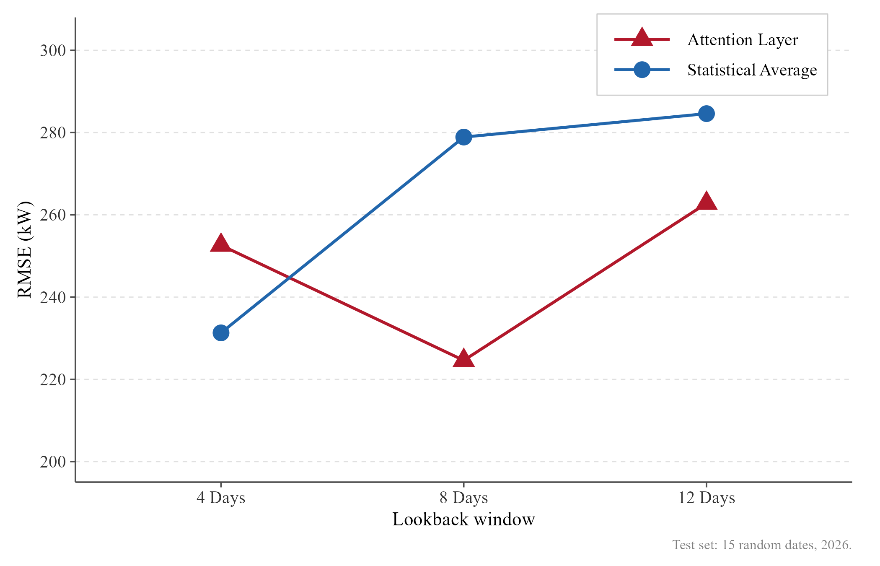 Attention Layer
Statistical Average
300
280
260
240
220
200
RMSE (kW)
4 Days
8 Days
12 Days
Lookback window
Test set: 15 random dates, 2026.